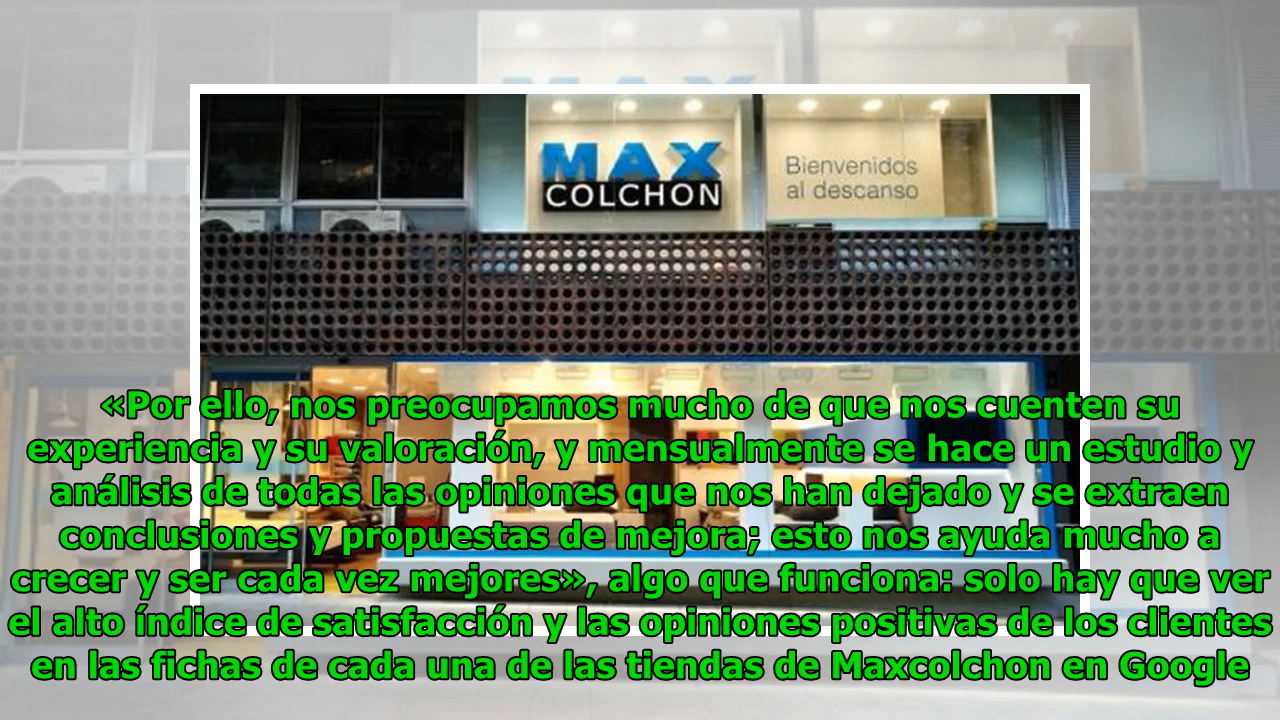 MAX
COLCHON
Bienvenidos
al descanso
«Por ello, nos preocupamos mucho de que nos cuenten su
experiencia y su valoración, y mensualmente se hace un estudio y
análisis de todas las opiniones que nos han dejado y se extraen
conclusiones y propuestas de mejora; esto nos ayuda mucho a
crecer y ser cada vez mejores», algo que funciona: solo hay que ver
el alto índice de satisfacción y las opiniones positivas de los clientes
en las fichas de cada una de las tiendas de Maxcolchon en Google